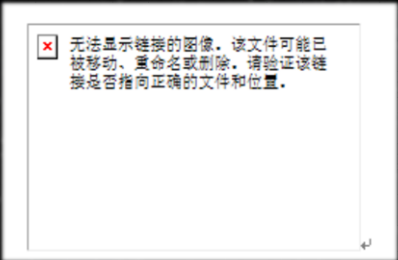 无法显示链接的图像。该文件可能已
被移动、重命名或删除。请验证该链
接是否指向正确的文件和位置。